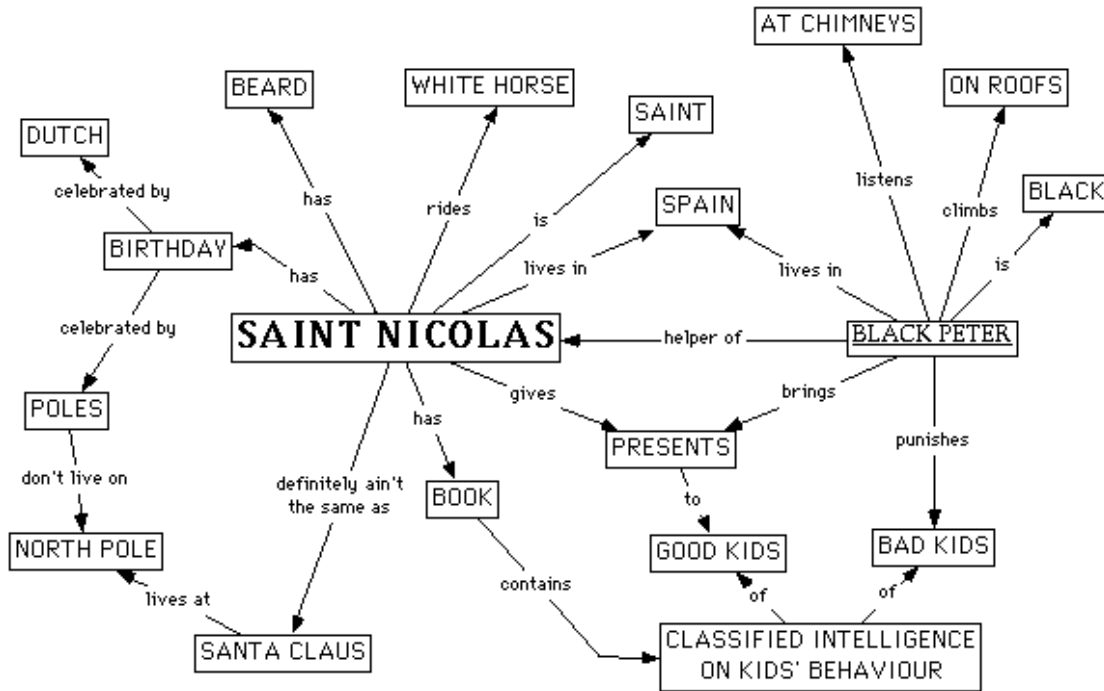 AT CHIMNEYS
BEARD
WHITE HORSE
ON ROOFS
SAINT
DUTCH
celebrated by
listens
BLACK
has
rides
is
SPAIN
climbs
BIRTHDAY
has
lives in
lives in
is
SAINT NICOLAS
helper of
BLACK PETER
celebrated by
gives
brings
POLES
has
PRESENTS
punishes
don't live on
definitely ain't
the same as
BOOK
to
NORTH POLE
GOOD KIDS
BAD KIDS
lives at
contains
of
of
SANTA CLAUS
CLASSIFIED INTELLIGENCE
ON KIDS' BEHAVIOUR